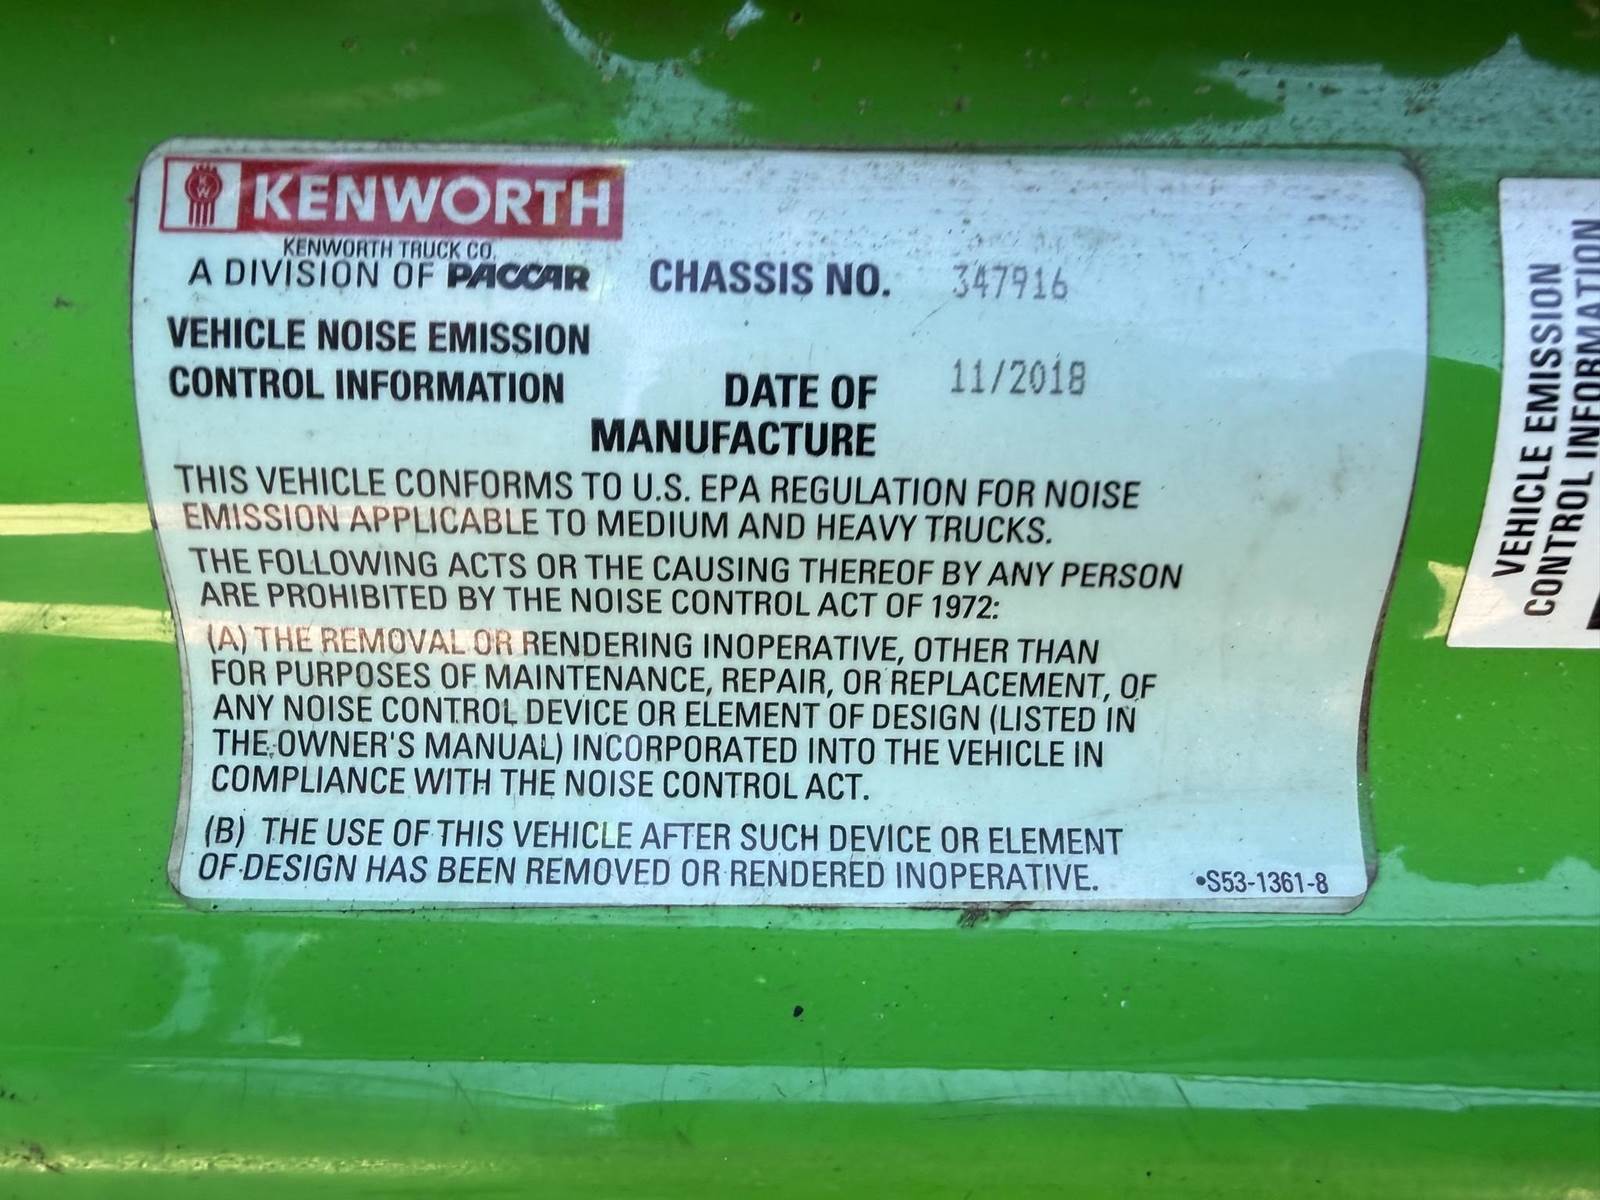 KENWORTH
KENWORTH TRUCK CO.
A DIVISION OF PACCAR
CHASSIS NO. 347916
VEHICLE NOISE EMISSION
CONTROL INFORMATION
DATE OF
MANUFACTURE
11/2018
THIS VEHICLE CONFORMS TO U.S. EPA REGULATION FOR NOISE
EMISSION APPLICABLE TO MEDIUM AND HEAVY TRUCKS.
THE FOLLOWING ACTS OR THE CAUSING THEREOF BY ANY PERSON
ARE PROHIBITED BY THE NOISE CONTROL ACT OF 1972:
(A) THE REMOVAL OR RENDERING INOPERATIVE, OTHER THAN
FOR PURPOSES OF MAINTENANCE, REPAIR, OR REPLACEMENT, OF
ANY NOISE CONTROL DEVICE OR ELEMENT OF DESIGN (LISTED IN
THE OWNER'S MANUAL) INCORPORATED INTO THE VEHICLE IN
COMPLIANCE WITH THE NOISE CONTROL ACT.
(B) THE USE OF THIS VEHICLE AFTER SUCH DEVICE OR ELEMENT
OF DESIGN HAS BEEN REMOVED OR RENDERED INOPERATIVE.
•S53-1361-8
VEHICLE EMISSION
CONTROL INFORMATION